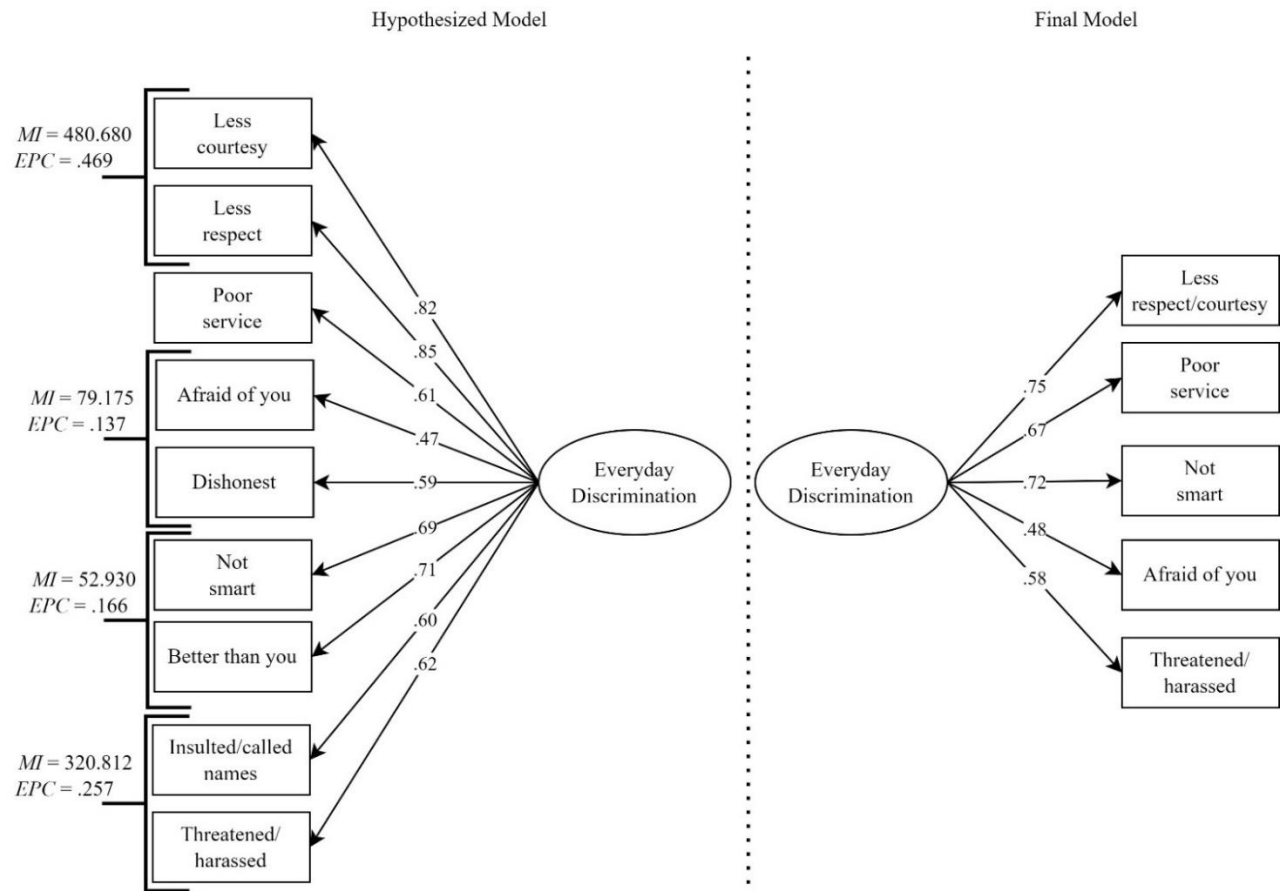 Hypothesized Model
Final Model
MI = 480.680
EPC = .469
Less
courtesy
Less
respect
Poor
service
MI = 79.175
EPC = .137
Afraid of you
Dishonest
MI = 52.930
EPC = .166
Not
smart
Better than you
MI = 320.812
EPC = .257
Insulted/called
names
Threatened/
harassed
.82
.85
.61
.47
.59
.69
.71
.60
.62
Everyday
Discrimination
Everyday
Discrimination
.75
.67
.72
.48
.58
Less
respect/courtesy
Poor
service
Not
smart
Afraid of you
Threatened/
harassed